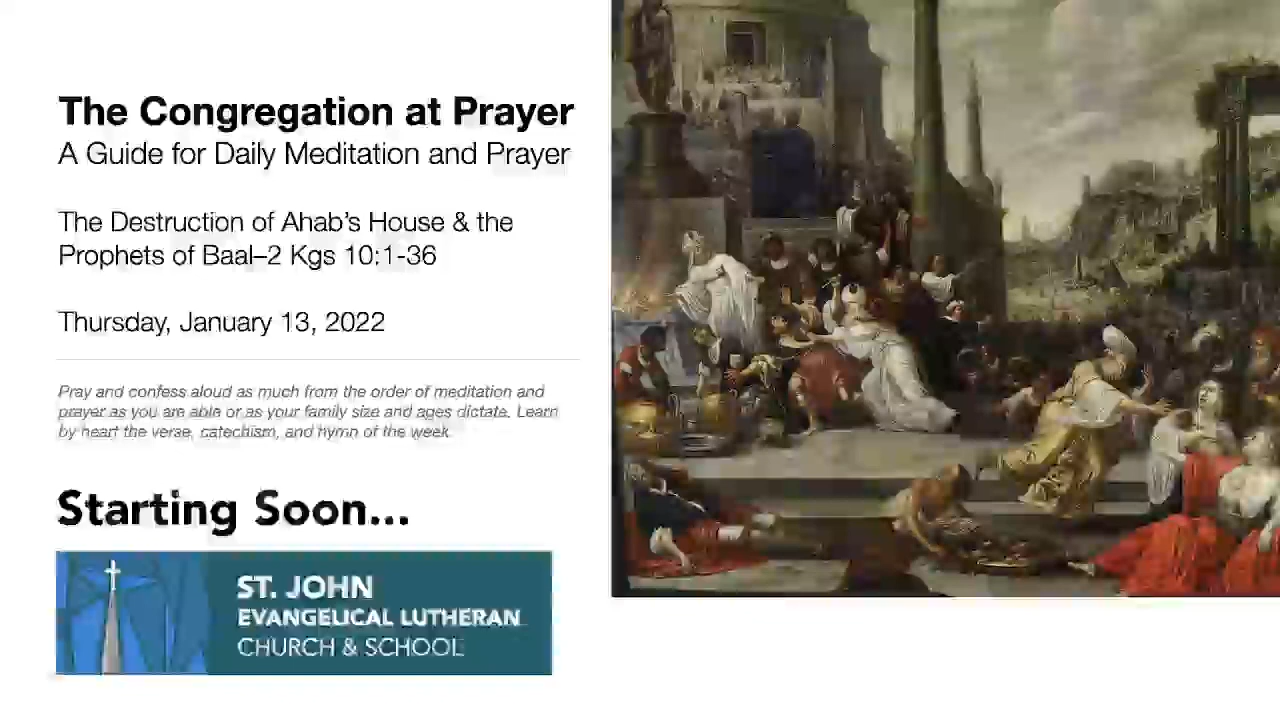 The Congregation at Prayer
A Guide for Daily Meditation and Prayer
The Destruction of Ahab's House & the
Prophets of Baal–2 Kgs 10:1-36
Thursday, January 13, 2022
Pray and confess aloud as much from the order of meditation and
prayer as you are able or as your family size and ages dictate. Learn
by heart the verse, catechism, and hymn of the week.
Starting Soon...
ST. JOHN
EVANGELICAL LUTHERAN
CHURCH & SCHOOL